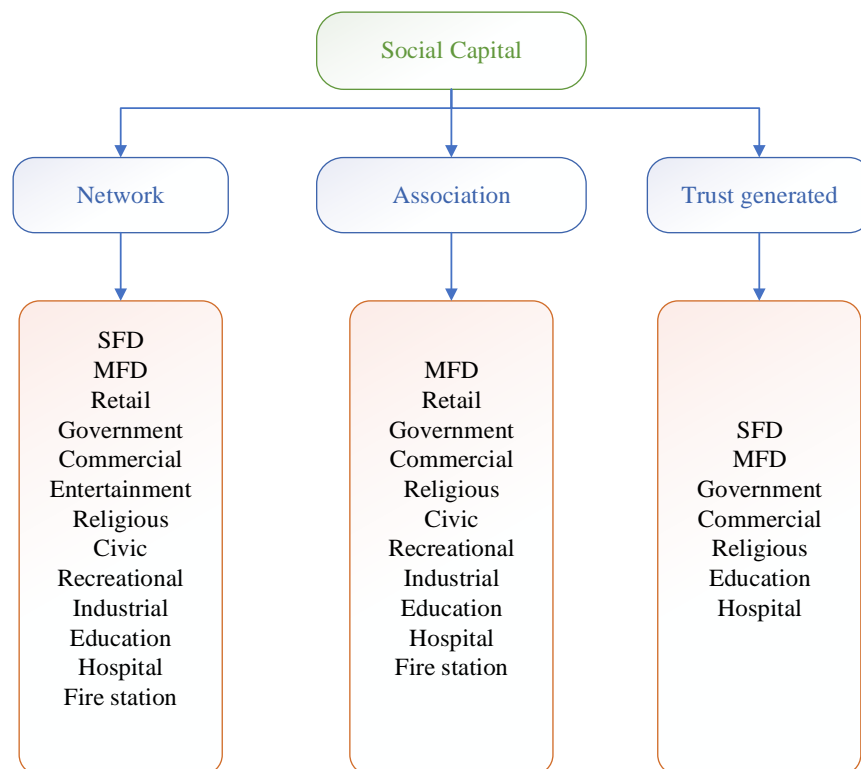 Social Capital
Network
Association
Trust generated
SFD
MFD
Retail
Government
Commercial
Entertainment
Religious
Civic
Recreational
Industrial
Education
Hospital
Fire station
MFD
Retail
Government
Commercial
Religious
Civic
Recreational
Industrial
Education
Hospital
Fire station
SFD
MFD
Government
Commercial
Religious
Education
Hospital